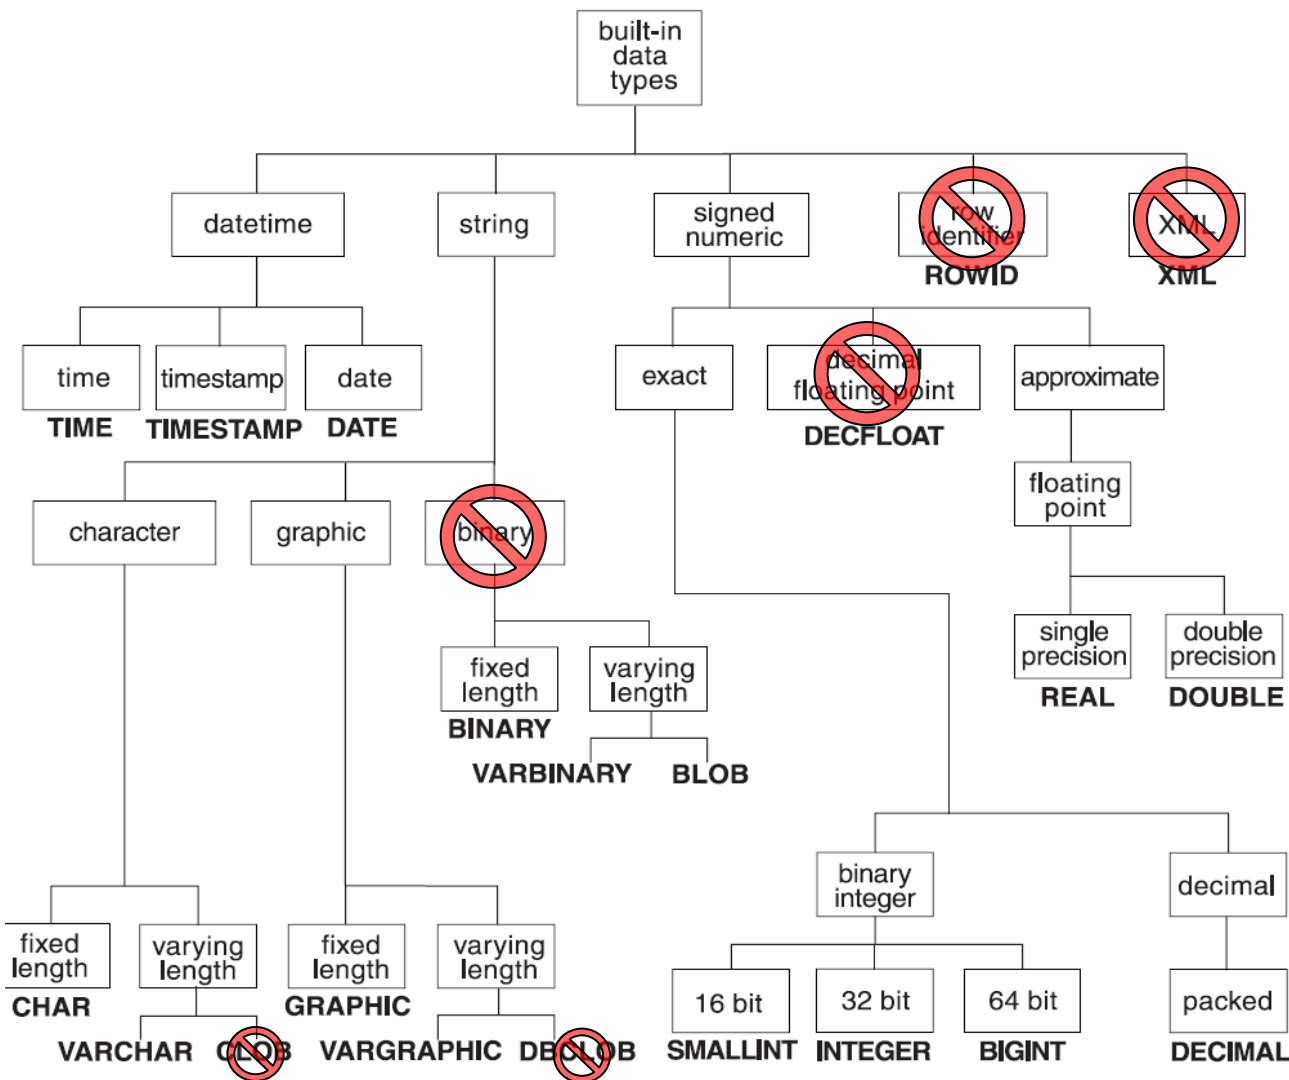 built-in
data
types
datetime
string
signed
numeric
row
identifier
ROWID
XML
XML
time
TIME
timestamp
TIMESTAMP
date
DATE
exact
decimal
floating point
DECFLOAT
approximate
character
graphic
binary
floating
point
fixed
length
BINARY
varying
length
VARBINARY
BLOB
single
precision
REAL
double
precision
DOUBLE
binary
integer
decimal
fixed
length
CHAR
varying
length
VARCHAR
CLOB
fixed
length
GRAPHIC
varying
length
VARGRAPHIC
DBCLOB
16 bit
SMALLINT
32 bit
INTEGER
64 bit
BIGINT
packed
DECIMAL